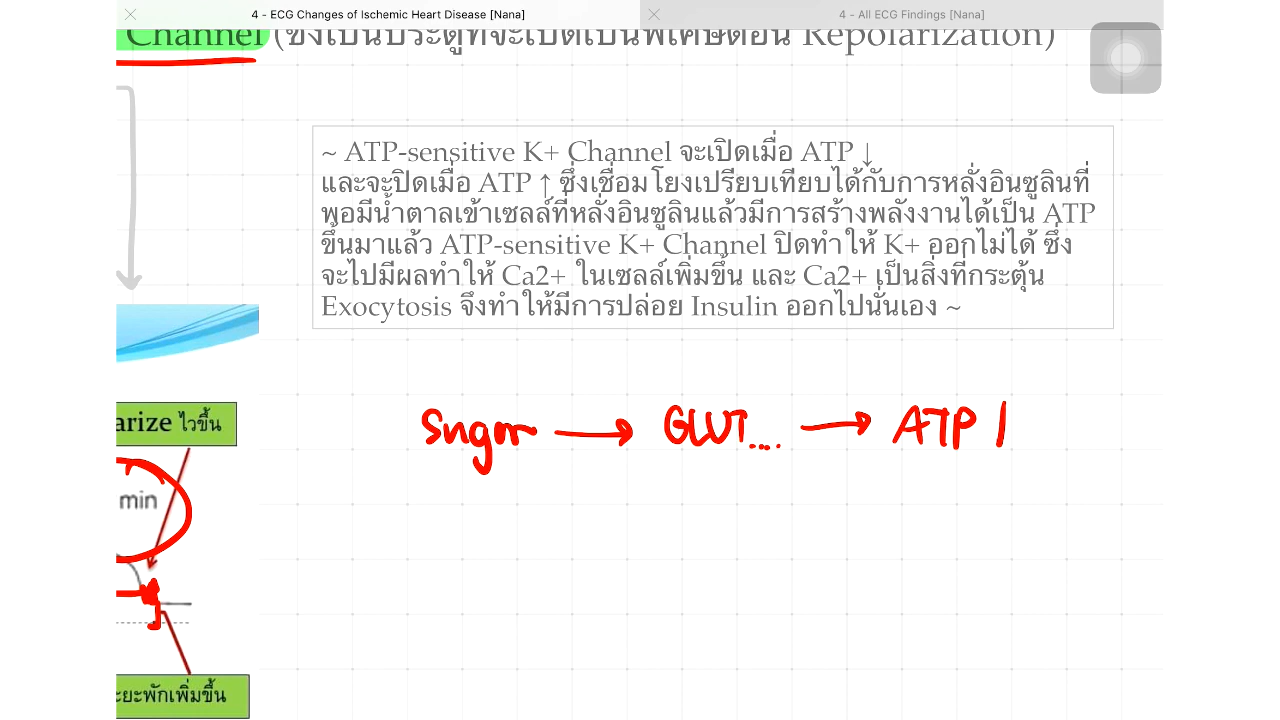 4 - ECG Changes of Ischemic Heart Disease [Nana]
4 - All ECG Findings [Nana]
Channel (ซึ่งเป็นประตูที่จะเปิดเป็นพิเศษตอน Repolarization)
~ ATP-sensitive K+ Channel จะเปิดเมื่อ ATP ↓
และจะปิดเมื่อ ATP ↑ ซึ่งเชื่อมโยงเปรียบเทียบได้กับการหลั่งอินซูลินที่
พอมีน้ำตาลเข้าเซลล์ที่หลั่งอินซูลินแล้วมีการสร้างพลังงานได้เป็น ATP
ขึ้นมาแล้ว ATP-sensitive K+ Channel ปิดทำให้ K+ ออกไม่ได้ ซึ่ง
จะไปมีผลทำให้ Ca2+ ในเซลล์เพิ่มขึ้น และ Ca2+ เป็นสิ่งที่กระตุ้น
Exocytosis จึงทำให้มีการปล่อย Insulin ออกไปนั่นเอง ~
arize ไวขึ้น
Sugar → GLUT.... → ATP
min
ะยะพักเพิ่มขึ้น